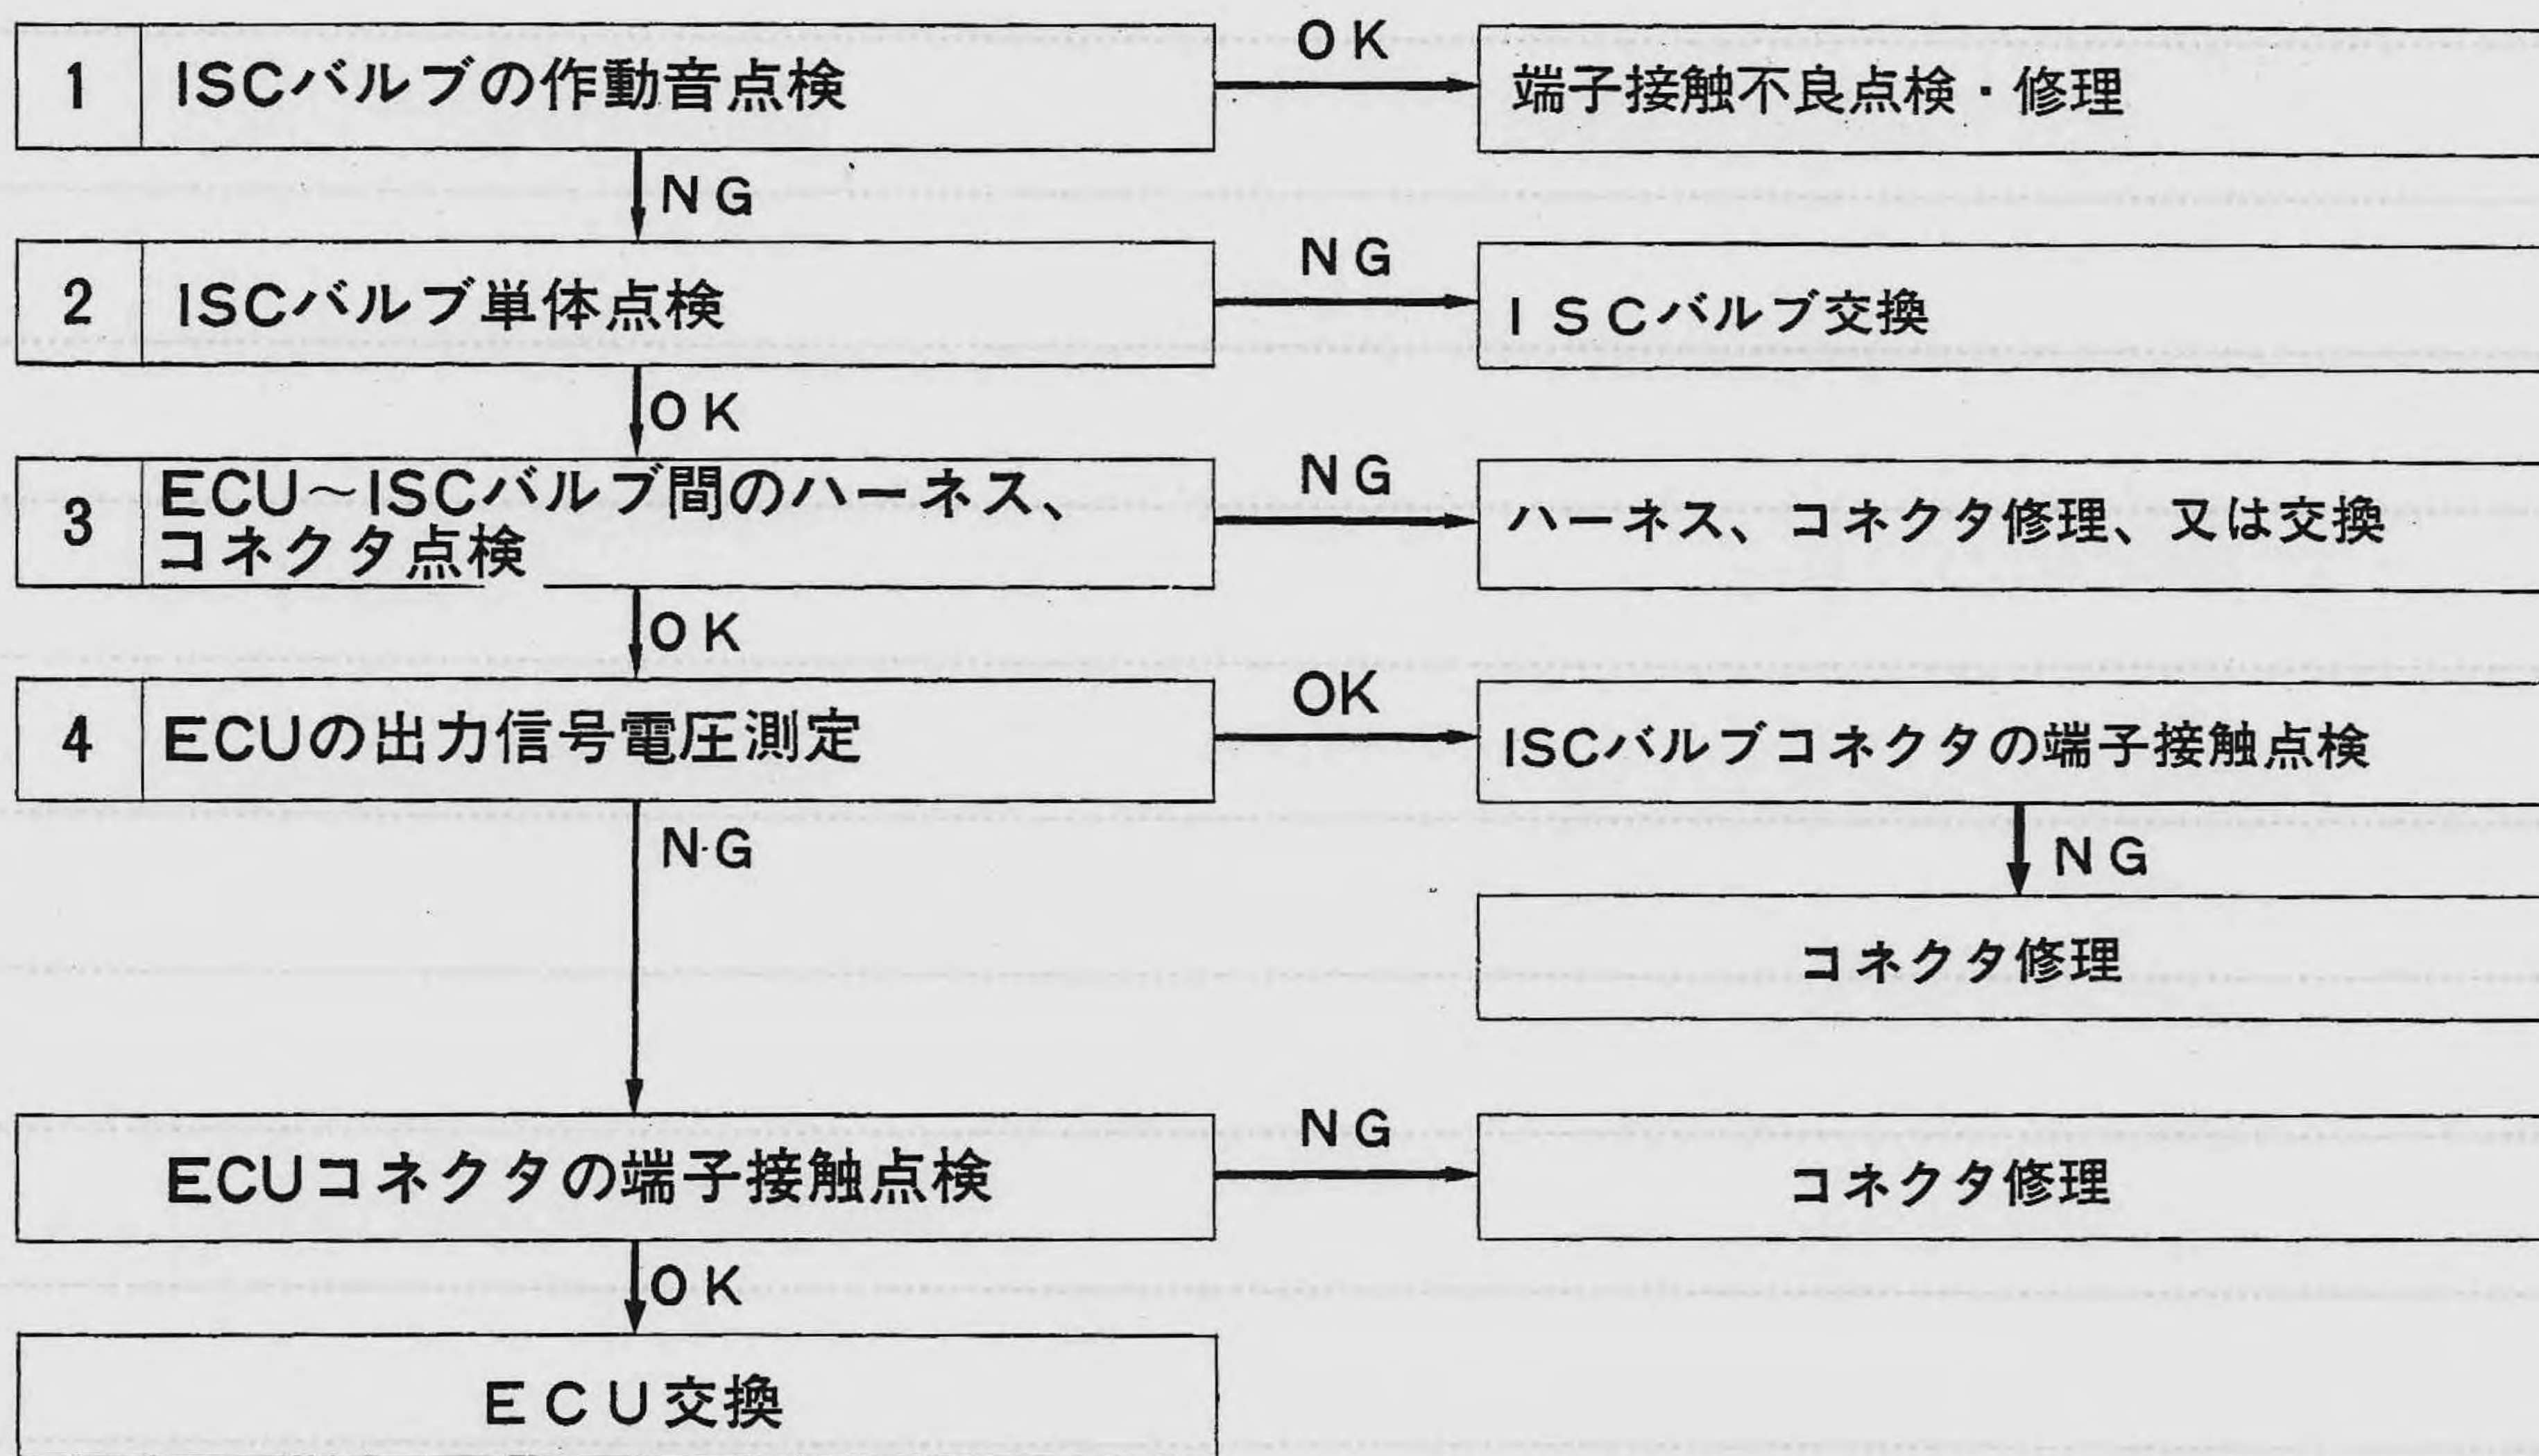 1 ISCバルブの作動音点検
OK
端子接触不良点検・修理
NG
2 ISCバルブ単体点検
NG
ISCバルブ交換
OK
3 ECU～ISCバルブ間のハーネス、
コネクタ点検
NG
ハーネス、コネクタ修理、又は交換
OK
4 ECUの出力信号電圧測定
OK
ISCバルブコネクタの端子接触点検
NG
NG
コネクタ修理
ECUコネクタの端子接触点検
NG
コネクタ修理
OK
ECU交換